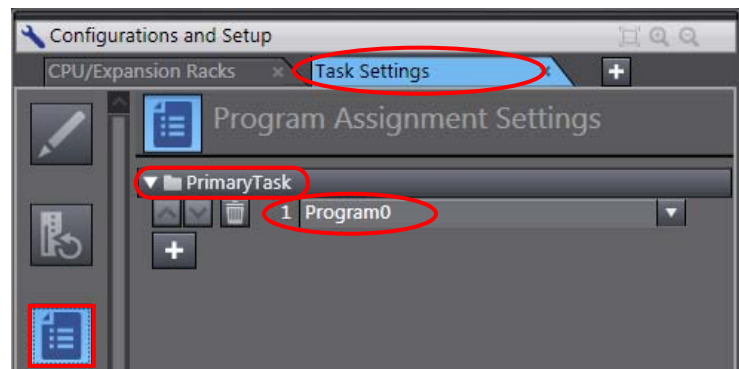 Configurations and Setup
CPU/Expansion Racks × Task Settings × +
Program Assignment Settings
PrimaryTask
1 Program0
+